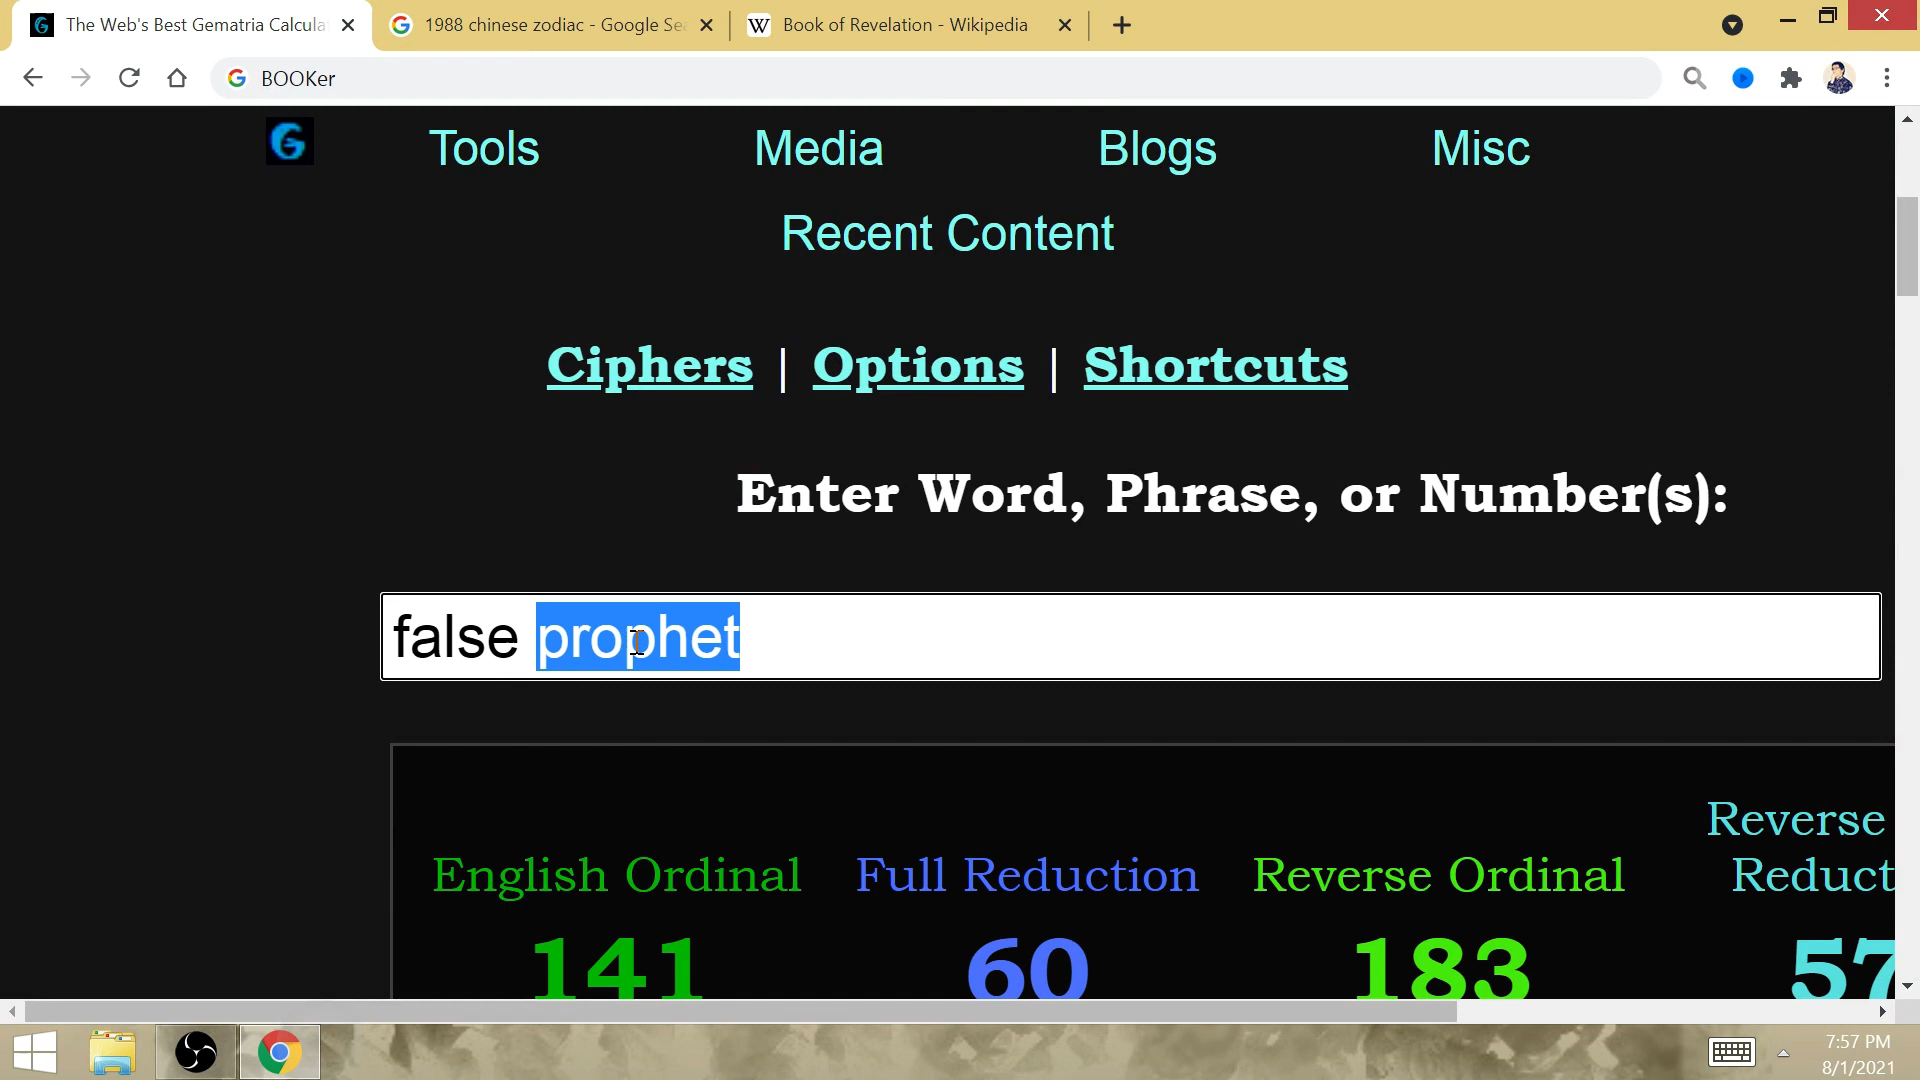 The Web's Best Gematria Calcula
1988 chinese zodiac - Google Sea
W Book of Revelation - Wikipedia
BOOKer
Tools Media Blogs Misc
Recent Content
Ciphers | Options | Shortcuts
Enter Word, Phrase, or Number(s):
false prophet
Reverse
English Ordinal Full Reduction Reverse Ordinal Reduct
141 60 183 57
7:57 PM
8/1/2021